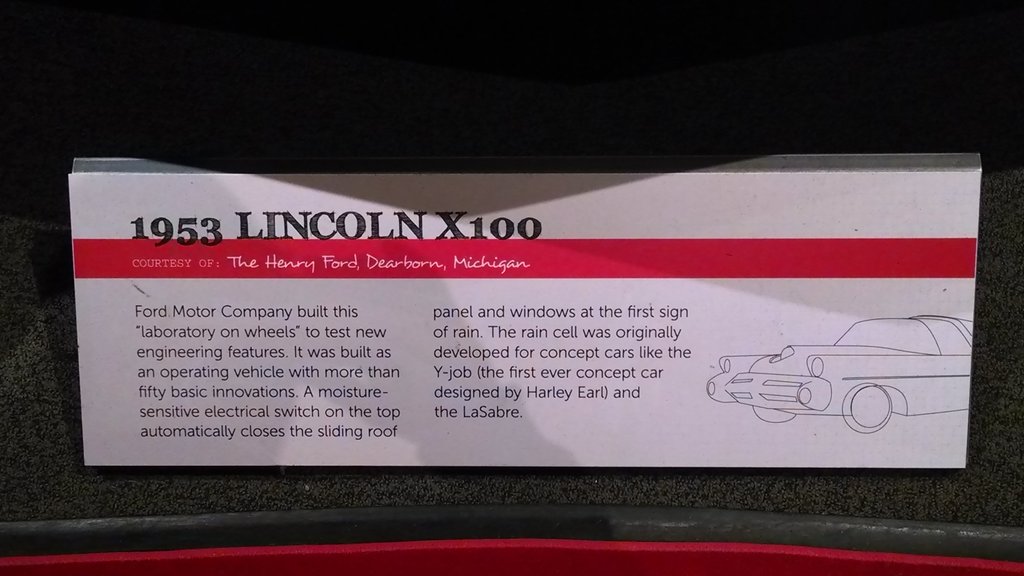 1953 LINCOLN X100
COURTESY OF: The Henry Ford, Dearborn, Michigan
Ford Motor Company built this
"laboratory on wheels" to test new
engineering features. It was built as
an operating vehicle with more than
fifty basic innovations. A moisture-
sensitive electrical switch on the top
automatically closes the sliding roof
panel and windows at the first sign
of rain. The rain cell was originally
developed for concept cars like the
Y-job (the first ever concept car
designed by Harley Earl) and
the LaSabre.